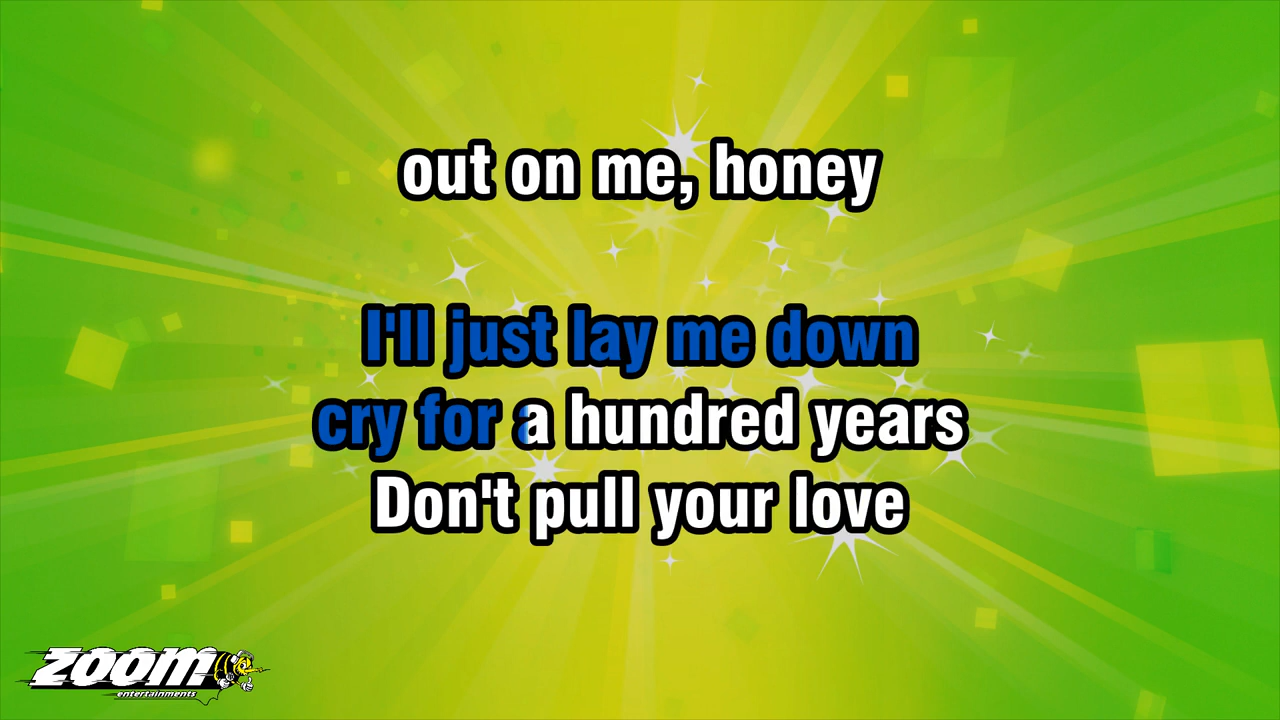 out on me, honey
I'll just lay me down
cry for a hundred years
Don't pull your love
zoom
entertainments